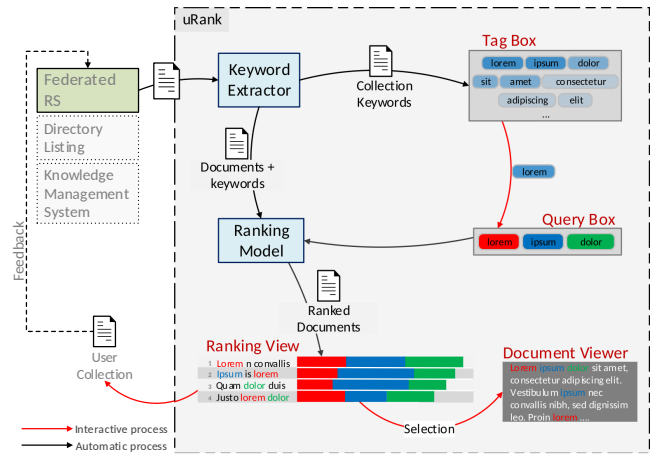 uRank
Federated
RS
Directory
Listing
Knowledge
Management
System
Feedback
Keyword
Extractor
Collection
Keywords
Tag Box
lorem ipsum dolor
sit amet consectetur
adipiscing elit
...
lorem
Documents +
keywords
Ranking
Model
Query Box
lorem ipsum dolor
Ranked
Documents
Ranking View
1 Lorem n convallis
2 Ipsum is lorem
3 Quam dolor duis
4 Justo lorem dolor
User
Collection
Selection
Document Viewer
Lorem ipsum dolor sit amet,
consectetur adipiscing elit.
Vestibulum ipsum nec
convallis nibh, sed dignissim
leo. Proin lorem ....
Interactive process
Automatic process